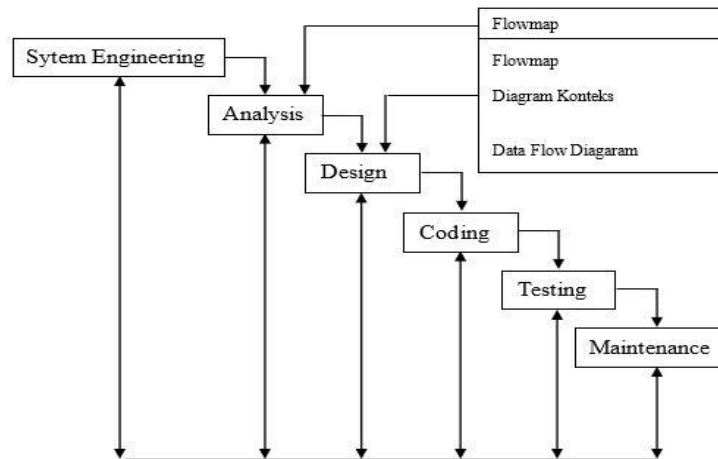 Flowmap
Sytem Engineering
Flowmap
Analysis
Diagram Konteks
Data Flow Diagaram
Design
Coding
Testing
Maintenance